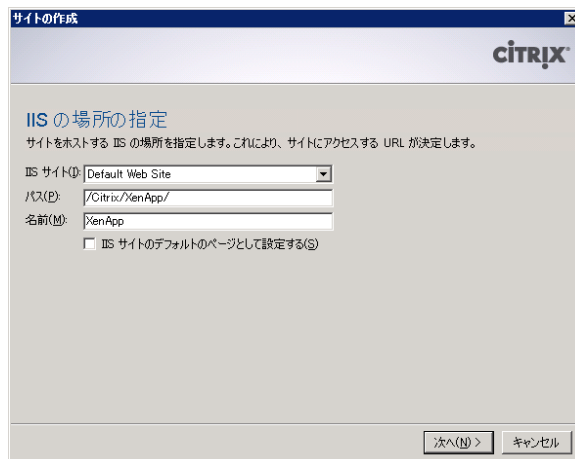 サイトの作成
CİTRIX
IIS の場所の指定
サイトをホストする IIS の場所を指定します。これにより、サイトにアクセスする URL が決定します。
IIS サイト(I): Default Web Site
パス(P): /Citrix/XenApp/
名前(M): XenApp
IIS サイトのデフォルトのページとして設定する(S)
次へ(N) > キャンセル